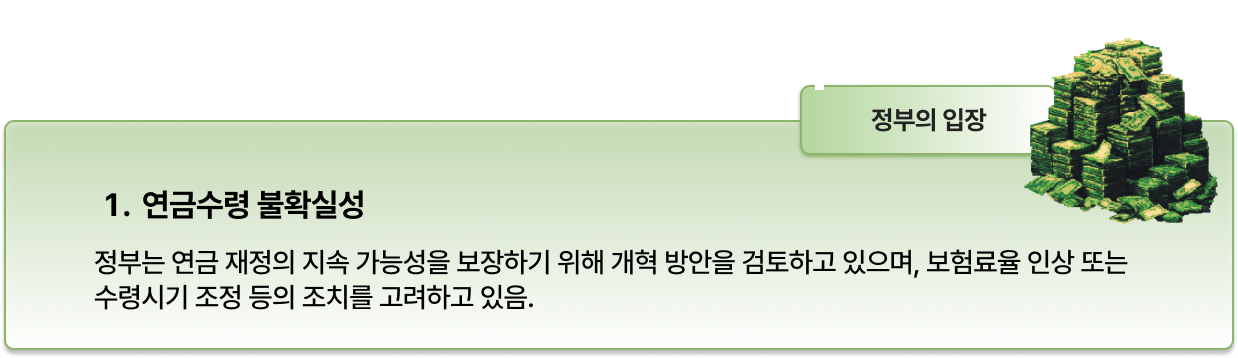 정부의 입장
1. 연금수령 불확실성
정부는 연금 재정의 지속 가능성을 보장하기 위해 개혁 방안을 검토하고 있으며, 보험료율 인상 또는
수령시기 조정 등의 조치를 고려하고 있음.